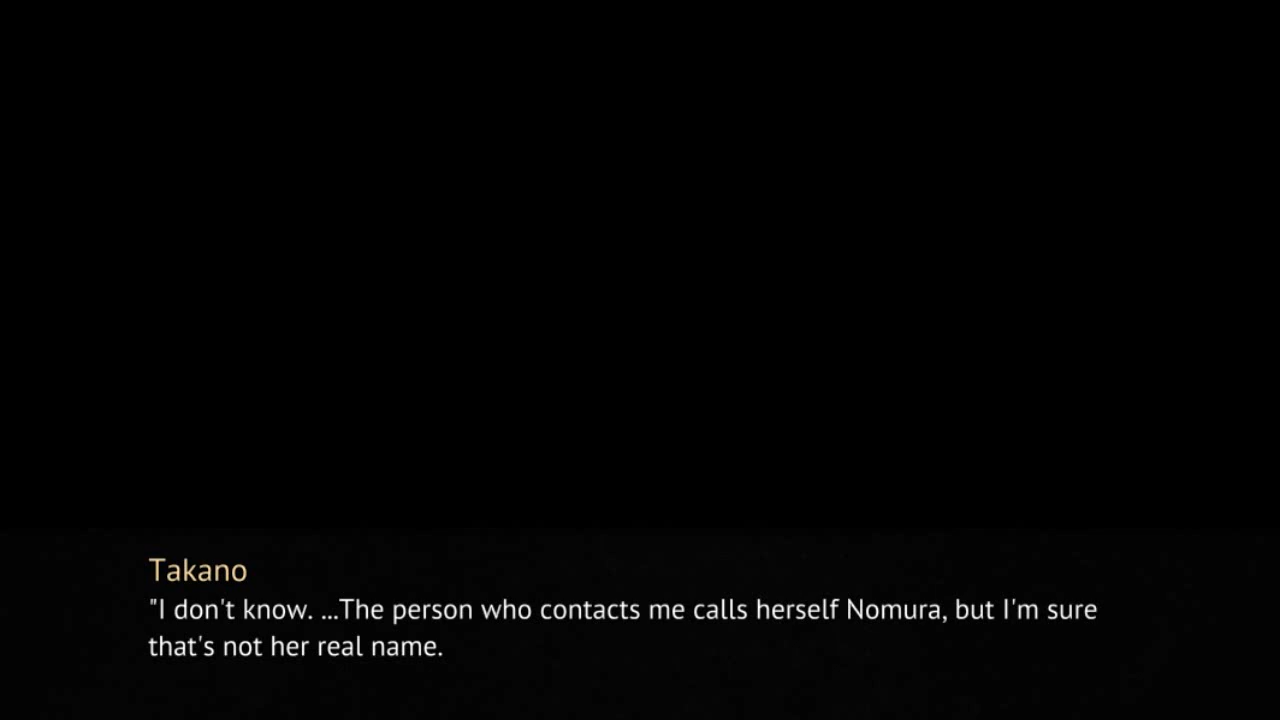 Takano
"I don't know. ...The person who contacts me calls herself Nomura, but I'm sure
that's not her real name.